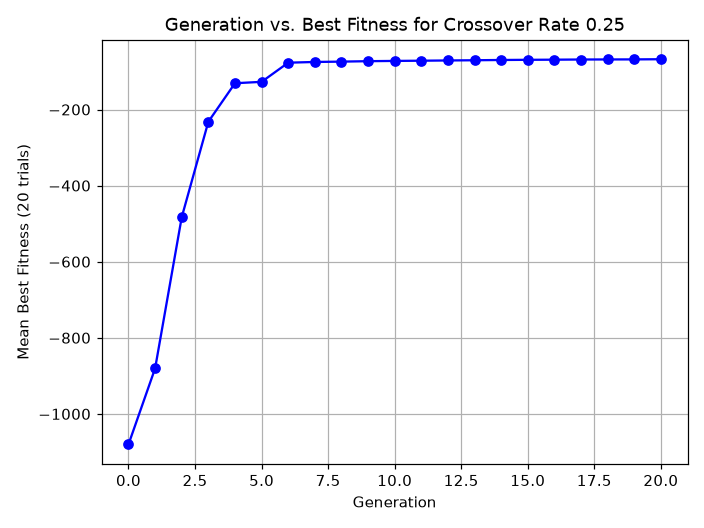 Generation vs. Best Fitness for Crossover Rate 0.25
Mean Best Fitness (20 trials)
−200
−400
−600
−800
−1000
0.0 2.5 5.0 7.5 10.0 12.5 15.0 17.5 20.0
Generation